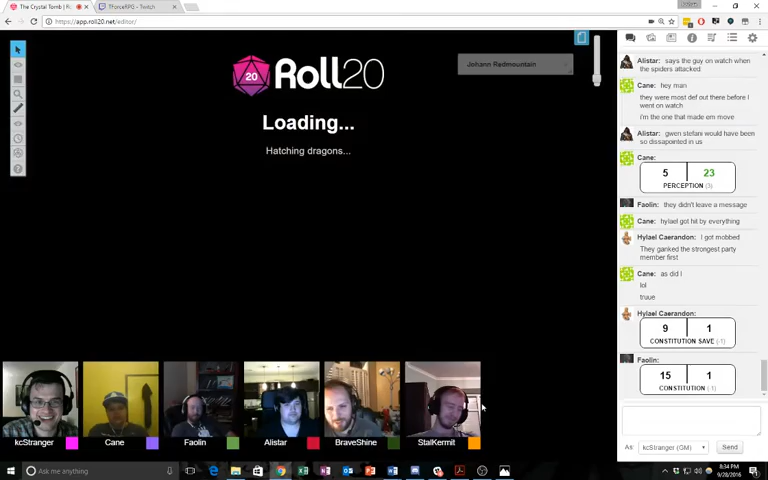 The Crystal Tomb | R
TForceRPG - Twitch
https://app.roll20.net/editor/
20
Roll20
Johann Redmountain
Loading...
Hatching dragons...
Alistar: says the guy on watch when
the spiders attacked
Cane: hey man
they were most def out there before I
went on watch
i'm the one that made em move
Alistar: gwen stefani would have been
so dissapointed in us
Cane:
5 23
PERCEPTION (3)
Faolin: they didn't leave a message
Cane: hylael got hit by everything
Hylael Caerandon: I got mobbed
They ganked the strongest party
member first
Cane: as did i
lol
truue
Hylael Caerandon:
9 1
CONSTITUTION SAVE (-1)
Faolin:
15 1
CONSTITUTION (-1)
kcStranger
Cane
Faolin
Alistar
BraveShine
StalKermit
As: kcStranger (GM)
Send
Ask me anything
8:34 PM
9/28/2016